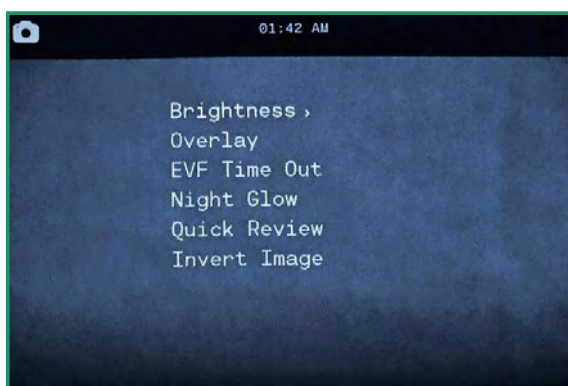 01:42 AM
Brightness ›
Overlay
EVF Time Out
Night Glow
Quick Review
Invert Image